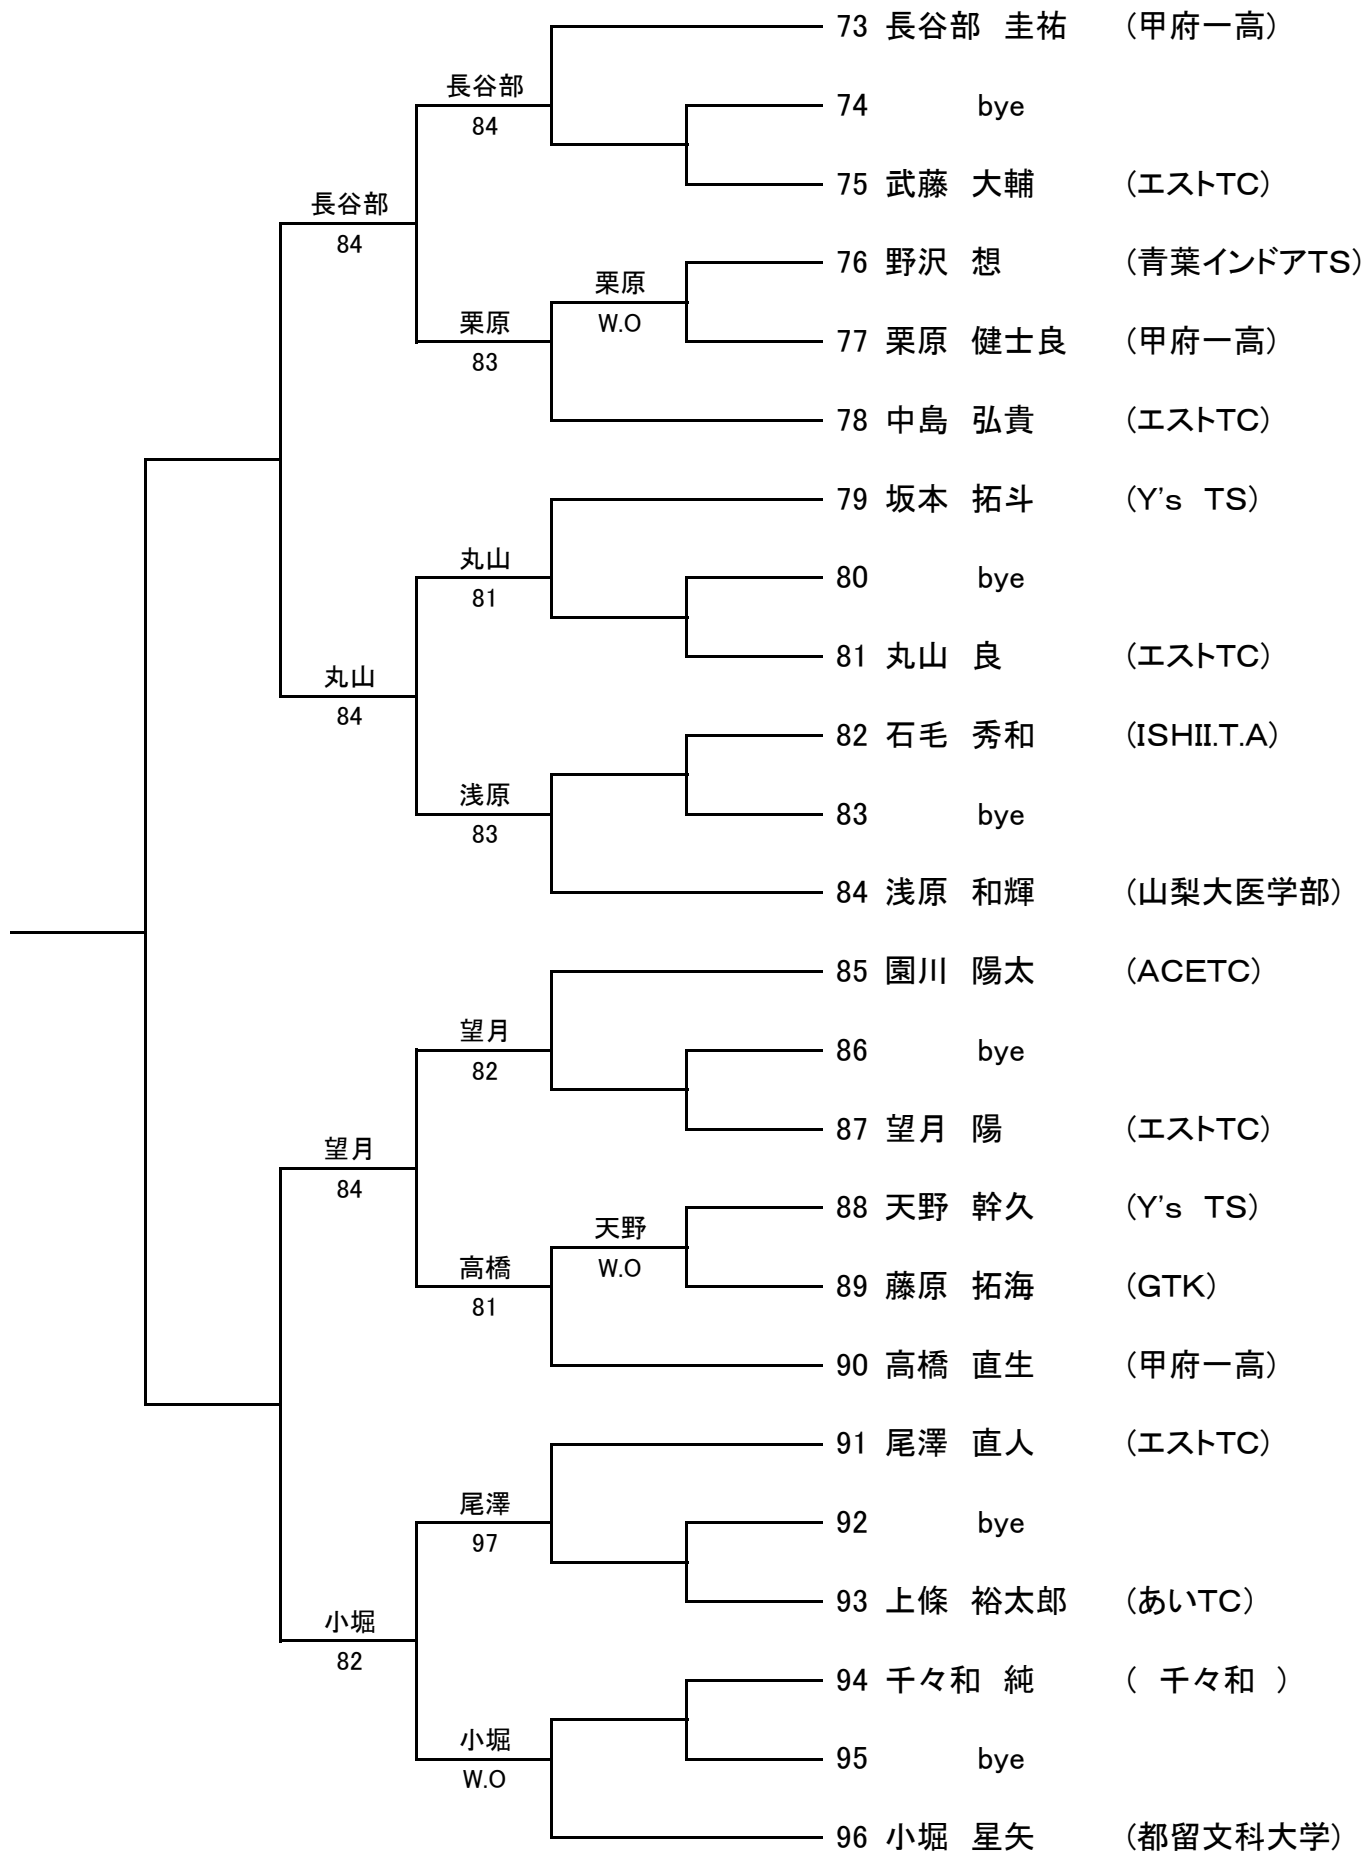 73 長谷部 圭祐 (甲府一高)
長谷部
84
74 bye
75 武藤 大輔 (エストTC)
長谷部
84
76 野沢 想 (青葉インドアTS)
栗原
W.O
栗原
83
77 栗原 健士良 (甲府一高)
78 中島 弘貴 (エストTC)
79 坂本 拓斗 (Y's TS)
丸山
81
80 bye
81 丸山 良 (エストTC)
丸山
84
82 石毛 秀和 (ISHII.T.A)
浅原
83
83 bye
84 浅原 和輝 (山梨大医学部)
85 園川 陽太 (ACETC)
望月
82
86 bye
87 望月 陽 (エストTC)
望月
84
88 天野 幹久 (Y's TS)
天野
W.O
高橋
81
89 藤原 拓海 (GTK)
90 高橋 直生 (甲府一高)
91 尾澤 直人 (エストTC)
尾澤
97
92 bye
93 上條 裕太郎 (あいTC)
小堀
82
94 千々和 純 ( 千々和 )
小堀
W.O
95 bye
96 小堀 星矢 (都留文科大学)